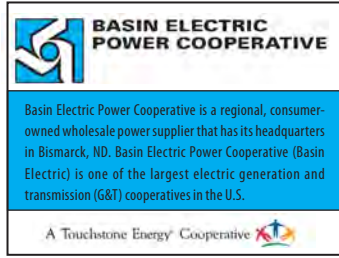 BASIN ELECTRIC
POWER COOPERATIVE
Basin Electric Power Cooperative is a regional, consumer-
owned wholesale power supplier that has its headquarters
in Bismarck, ND. Basin Electric Power Cooperative (Basin
Electric) is one of the largest electric generation and
transmission (G&T) cooperatives in the U.S.
A Touchstone Energy® Cooperative